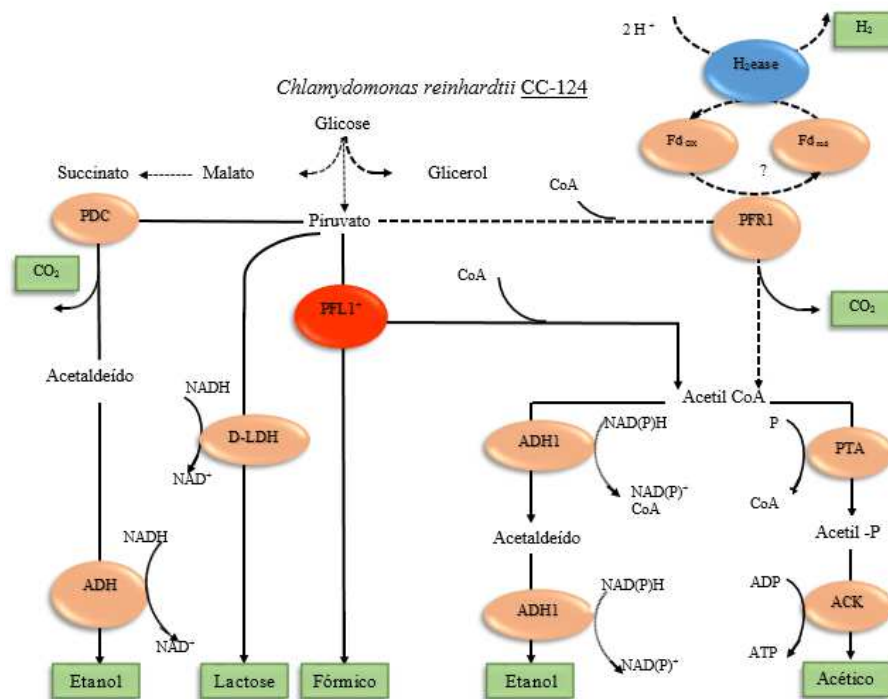 2 H⁺
H₂
H₂ease
Chlamydomonas reinhardtii CC-124
Glicose
Fd ox
Fd red
?
Succinato
Malato
Glicerol
CoA
PDC
Piruvato
PFR1
CO₂
CoA
PFL1⁺
CO₂
Acetaldeído
NADH
Acetil CoA
D-LDH
NAD⁺
ADH1
NAD(P)H
P
PTA
NAD(P)⁺
CoA
CoA
Acetaldeído
Acetil -P
NADH
ADH
NAD⁺
ADH1
NAD(P)H
NAD(P)⁺
ADP
ACK
ATP
Etanol
Lactose
Fórmico
Etanol
Acético